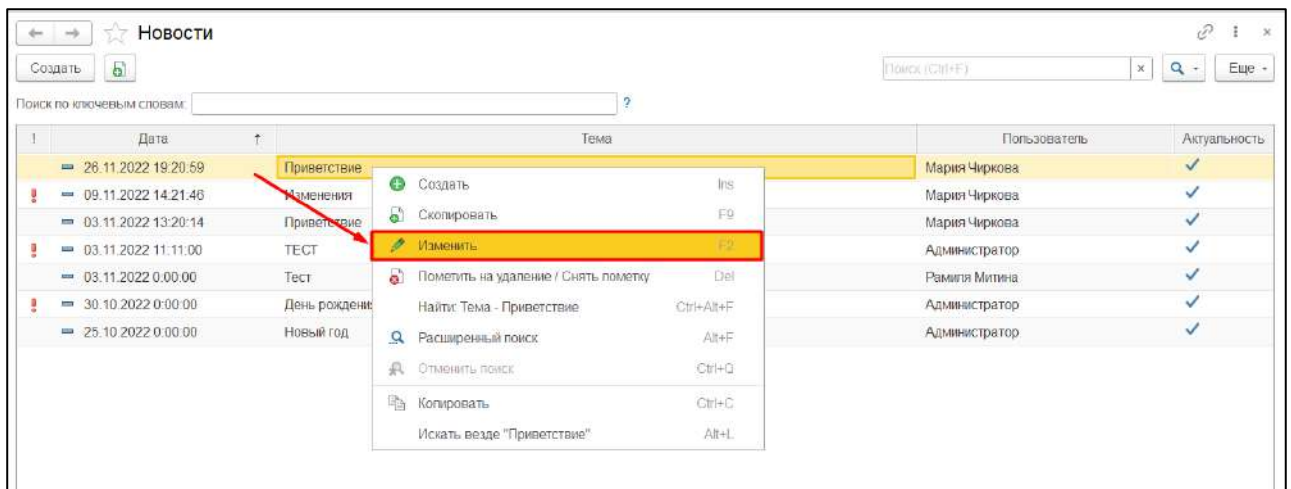 Новости
Создать Поиск (Ctrl+F) × Еще
Поиск по ключевым словам: ?
! Дата ↑ Тема Пользователь Актуальность
26.11.2022 19:20:59 Приветствие Мария Чиркова
09.11.2022 14:21:46 Изменения Мария Чиркова
03.11.2022 13:20:14 Приветствие Мария Чиркова
03.11.2022 11:11:00 ТЕСТ Администратор
03.11.2022 0:00:00 Тест Рамиля Митина
30.10.2022 0:00:00 День рождения Администратор
25.10.2022 0:00:00 Новый год Администратор
Создать Ins
Скопировать F9
Изменить F2
Пометить на удаление / Снять пометку Del
Найти: Тема - Приветствие Ctrl+Alt+F
Расширенный поиск Alt+F
Отменить поиск Ctrl+Q
Копировать Ctrl+C
Искать везде "Приветствие" Alt+L